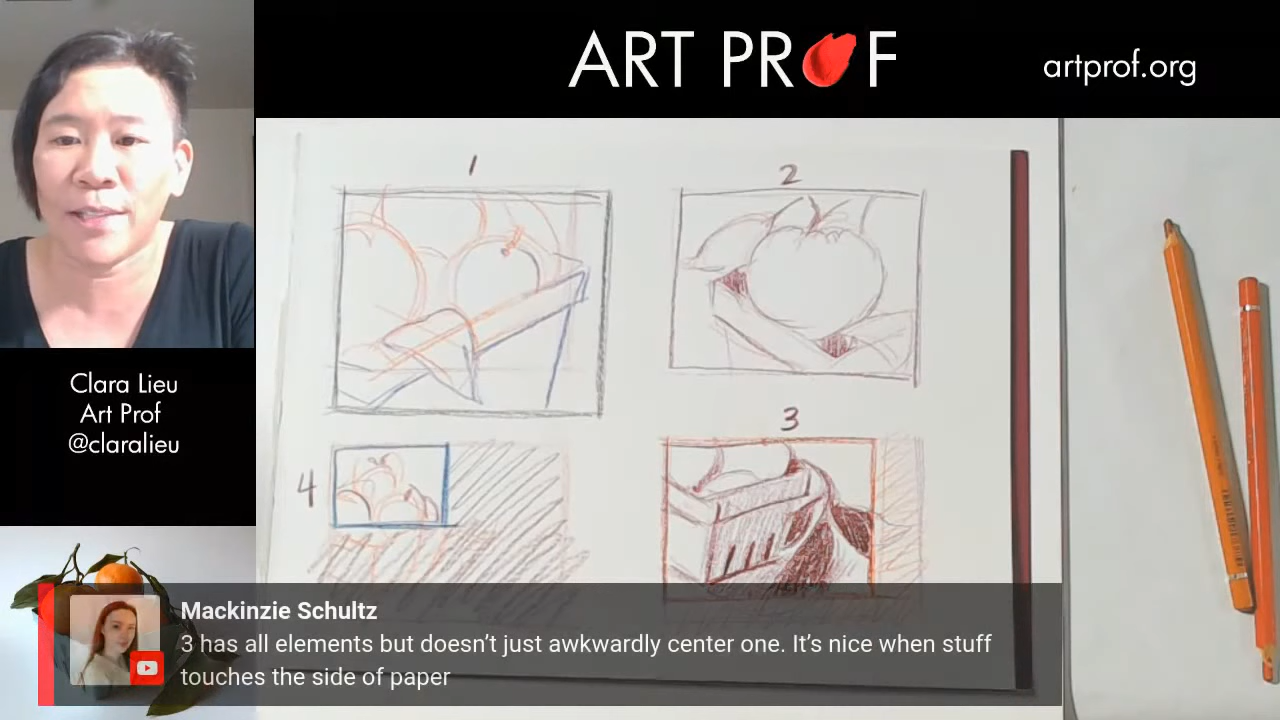 ART PROF
artprof.org
1
2
3
4
Clara Lieu
Art Prof
@claralieu
Mackinzie Schultz
3 has all elements but doesn’t just awkwardly center one. It’s nice when stuff
touches the side of paper